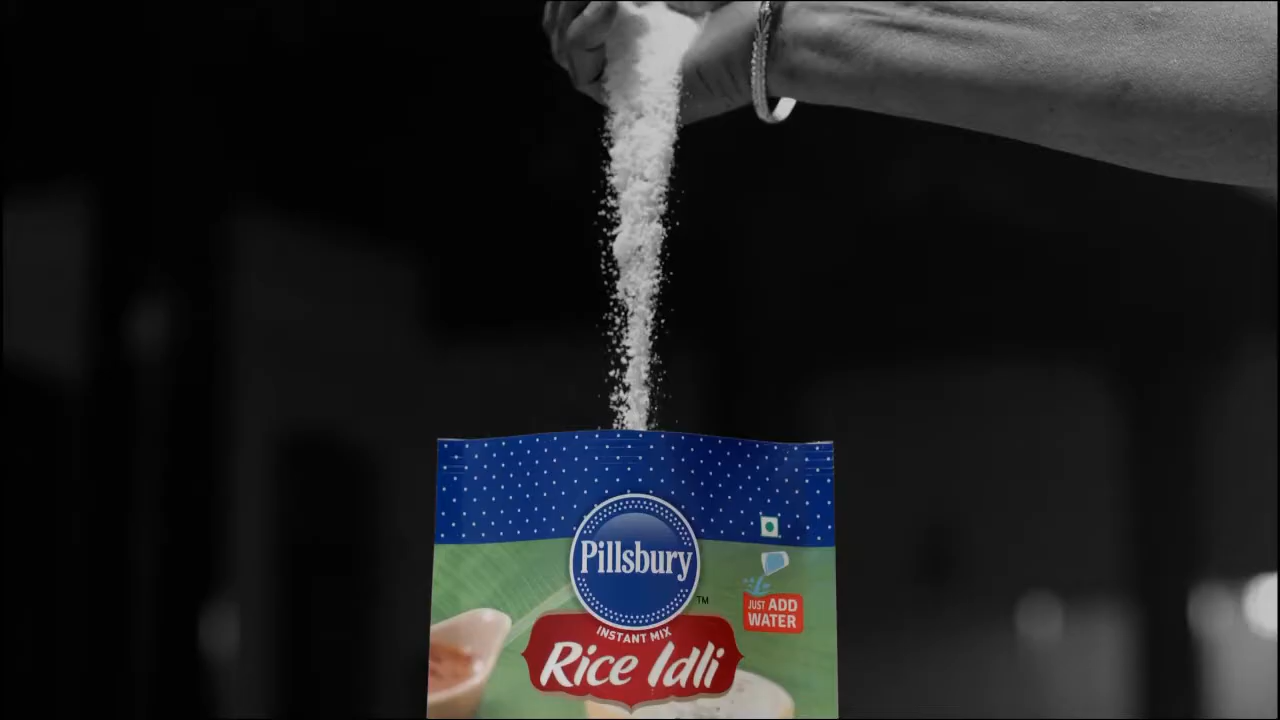 Pillsbury
TM
JUST ADD
WATER
INSTANT MIX
Rice Idli